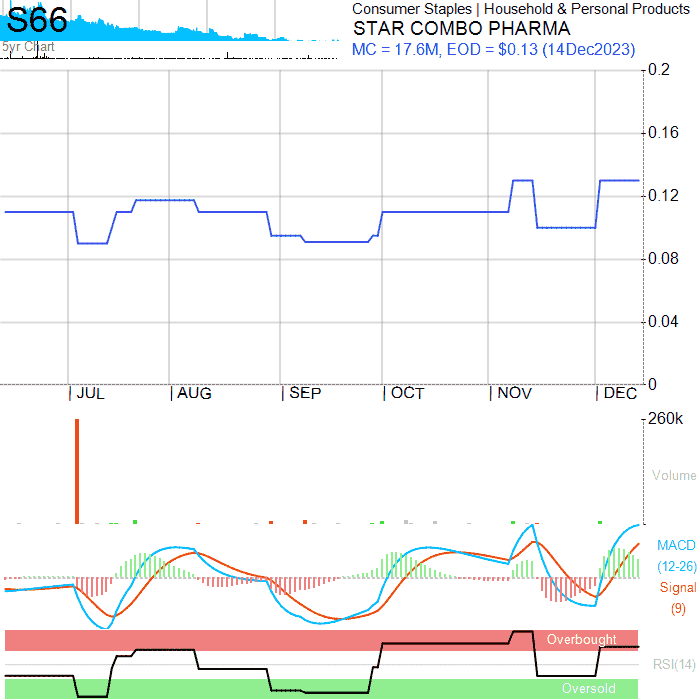 S66
5yr Chart
Consumer Staples | Household & Personal Products
STAR COMBO PHARMA
MC = 17.6M, EOD = $0.13 (14Dec2023)
0.2
0.16
0.12
0.08
0.04
0
JUL AUG SEP OCT NOV DEC
260k
Volume
MACD
(12-26)
Signal
(9)
Overbought
RSI(14)
Oversold